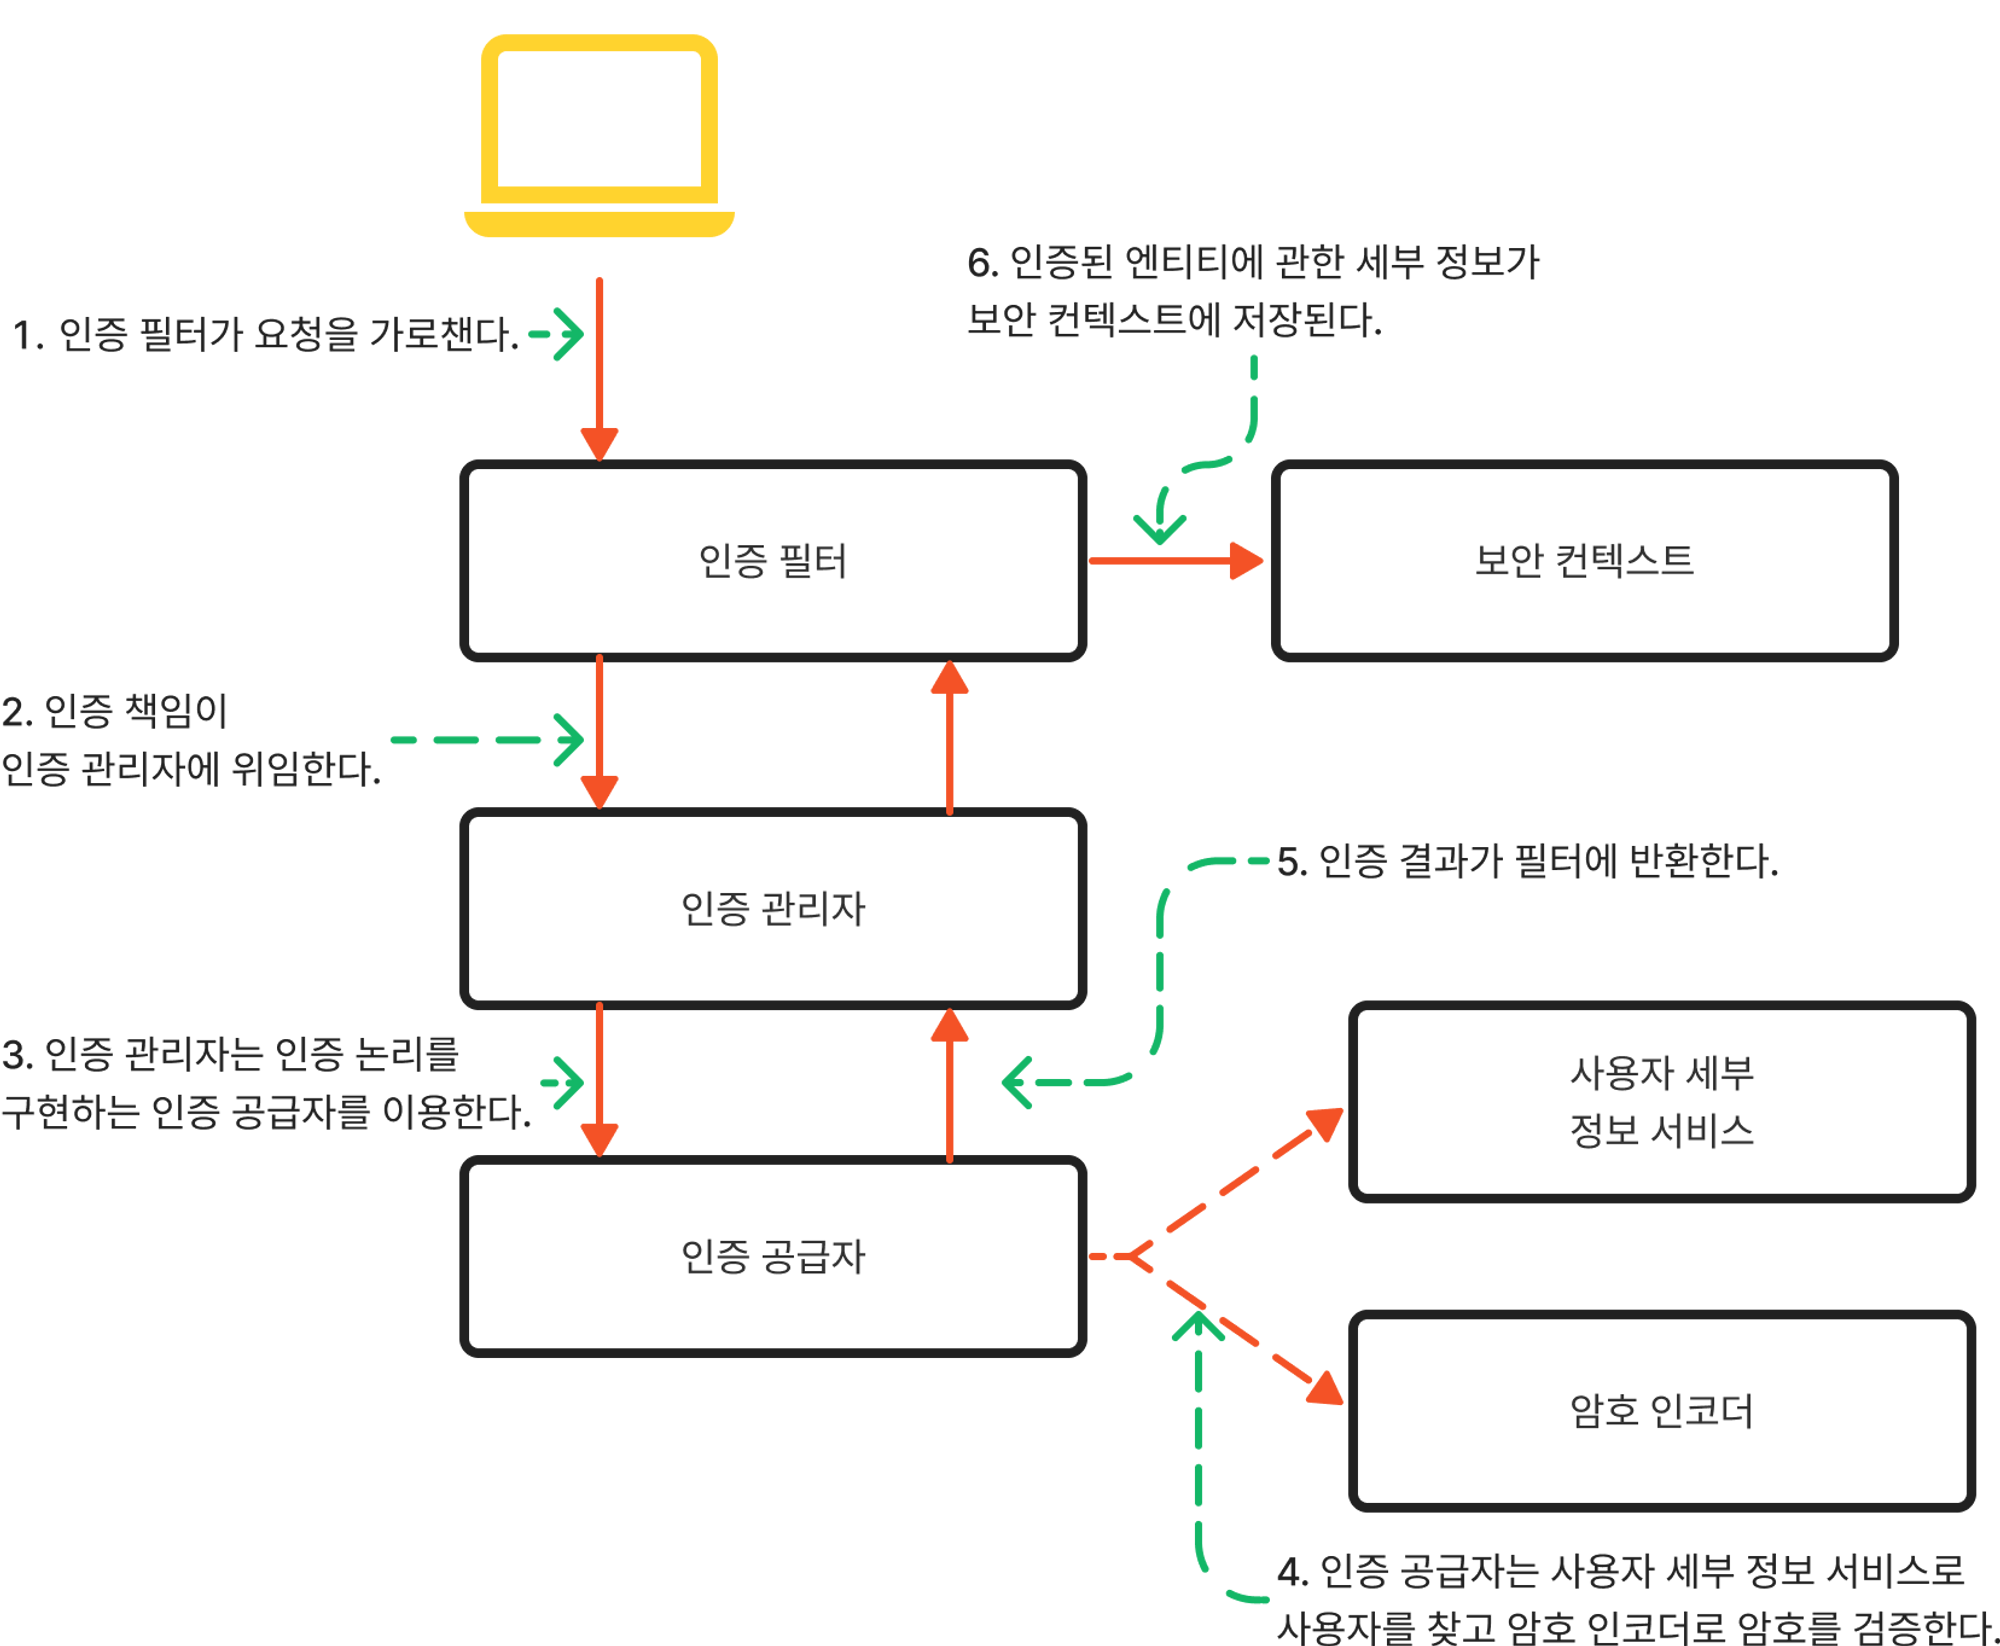 1. 인증 필터가 요청을 가로챈다.
6. 인증된 엔티티에 관한 세부 정보가
보안 컨텍스트에 저장된다.
인증 필터
보안 컨텍스트
2. 인증 책임이
인증 관리자에 위임한다.
인증 관리자
5. 인증 결과가 필터에 반환한다.
3. 인증 관리자는 인증 논리를
구현하는 인증 공급자를 이용한다.
사용자 세부
정보 서비스
인증 공급자
암호 인코더
4. 인증 공급자는 사용자 세부 정보 서비스로
사용자를 찾고 암호 인코더로 암호를 검증한다.